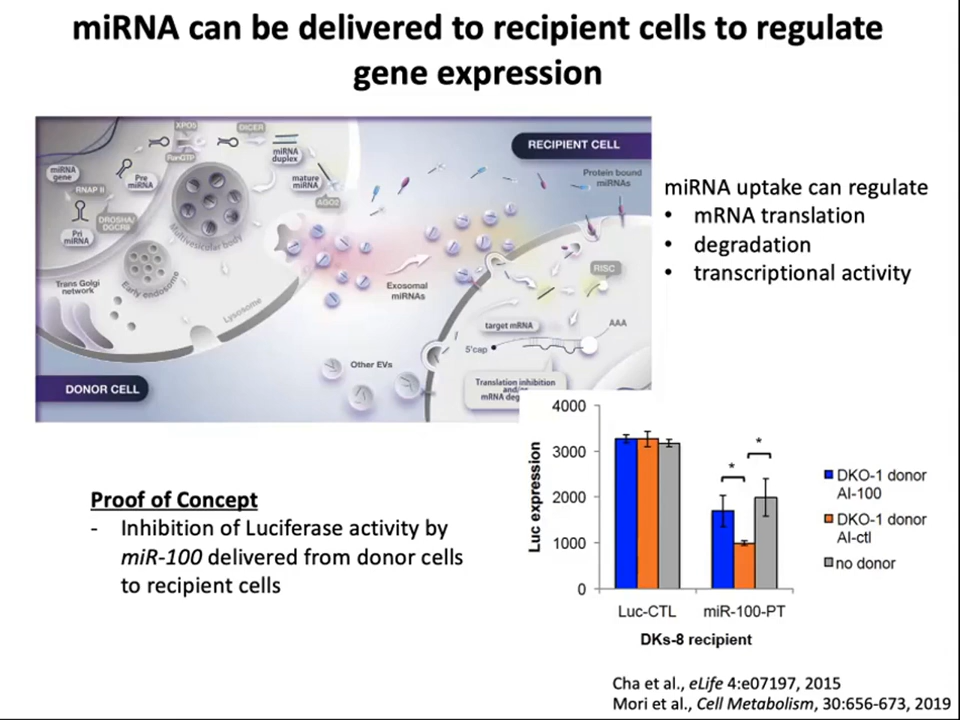 miRNA can be delivered to recipient cells to regulate
gene expression
XPO5
RanGTP
DICER
miRNA
duplex
mature
miRNA
AGO2
miRNA
gene
RNAP II
Pre
miRNA
DROSHA/
DGCR8
Pri
miRNA
Multivesicular body
Early endosome
Trans Golgi
network
Lysosome
DONOR CELL
Exosomal
miRNAs
Other EVs
RECIPIENT CELL
Protein bound
miRNAs
RISC
target mRNA
AAA
5'cap
Translation inhibition
and/or
mRNA deg
miRNA uptake can regulate
• mRNA translation
• degradation
• transcriptional activity
Proof of Concept
- Inhibition of Luciferase activity by
miR-100 delivered from donor cells
to recipient cells
Luc expression
4000
3000
2000
1000
0
*
*
Luc-CTL
miR-100-PT
DKs-8 recipient
DKO-1 donor
AI-100
DKO-1 donor
AI-ctl
no donor
Cha et al., eLife 4:e07197, 2015
Mori et al., Cell Metabolism, 30:656-673, 2019